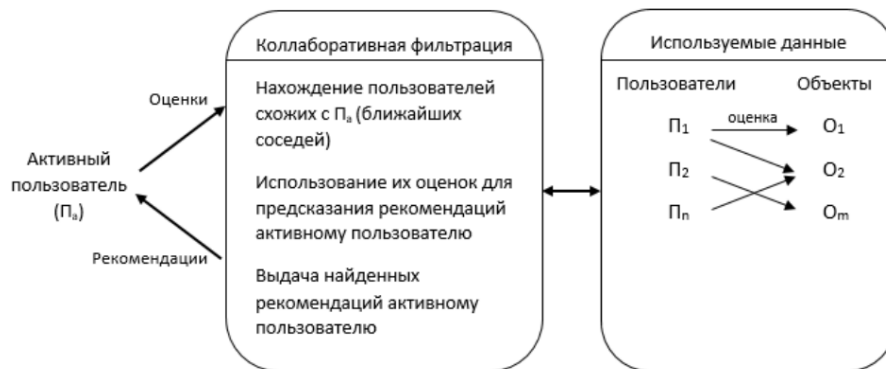 Коллаборативная фильтрация
Используемые данные
Оценки
Активный
пользователь
(Пₐ)
Рекомендации
Нахождение пользователей
схожих с Пₐ (ближайших
соседей)
Использование их оценок для
предсказания рекомендаций
активному пользователю
Выдача найденных
рекомендаций активному
пользователю
Пользователи Объекты
П₁ оценка О₁
П₂ О₂
Пₙ Оₘ